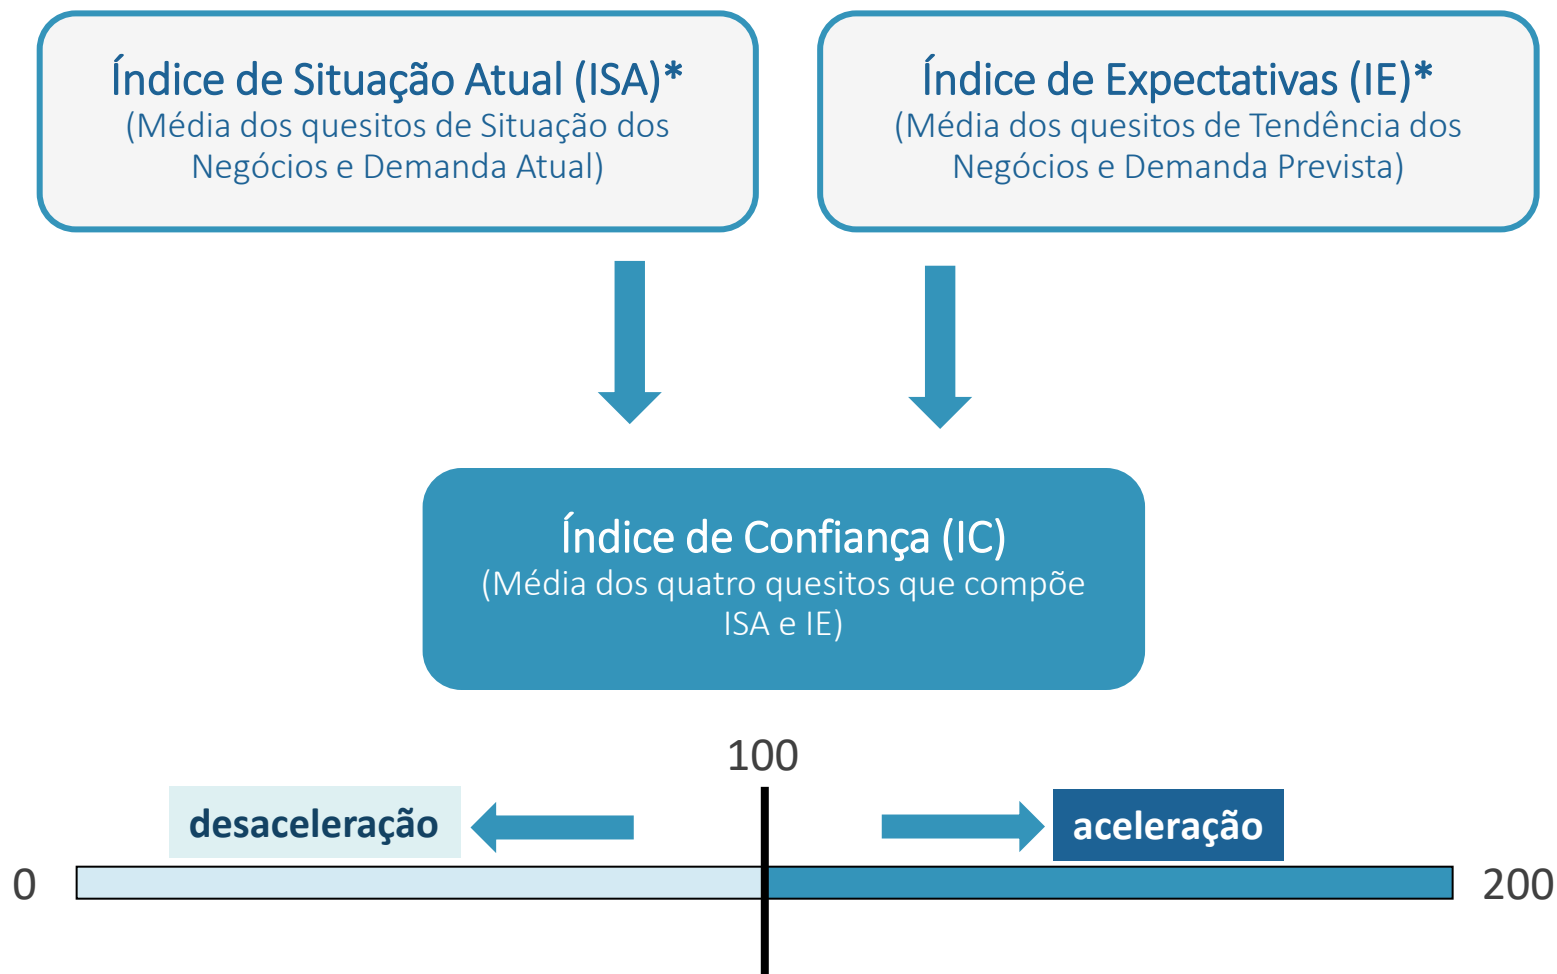 Índice de Situação Atual (ISA)*
(Média dos quesitos de Situação dos
Negócios e Demanda Atual)
Índice de Expectativas (IE)*
(Média dos quesitos de Tendência dos
Negócios e Demanda Prevista)
Índice de Confiança (IC)
(Média dos quatro quesitos que compõe
ISA e IE)
100
desaceleração
aceleração
0
200